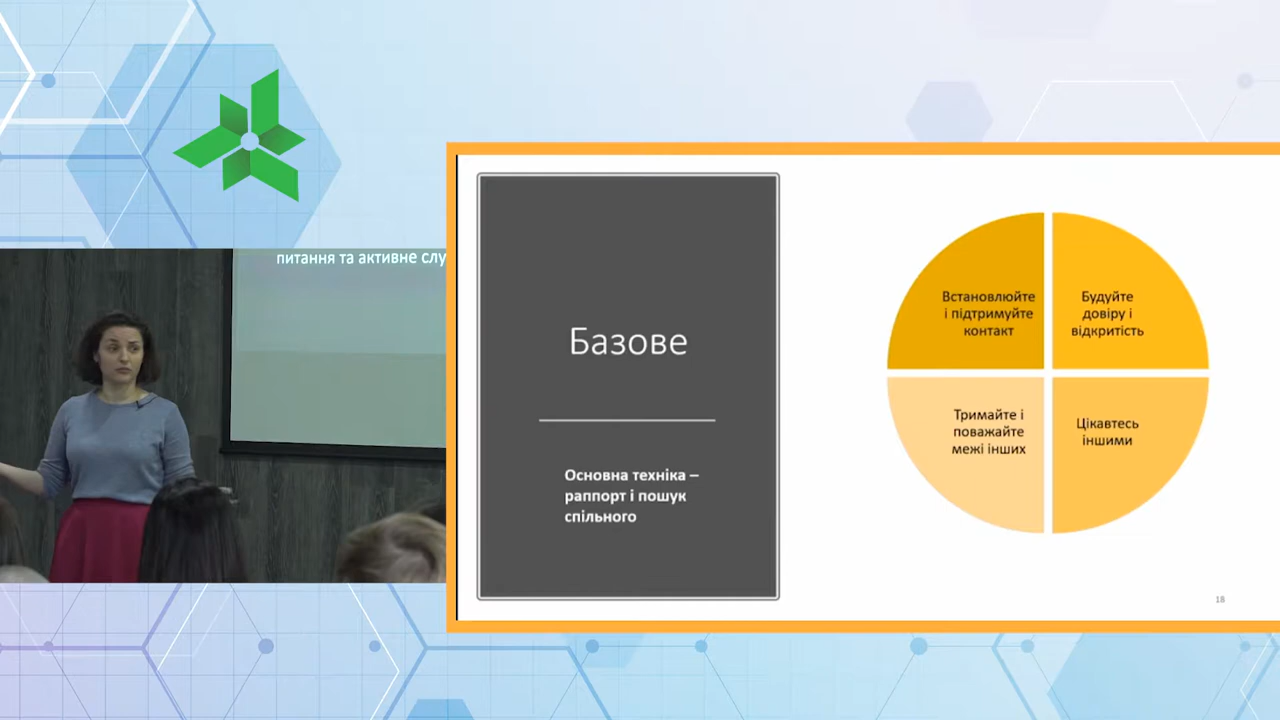 питання та активне слу
Базове
Основна техніка –
раппорт і пошук
спільного
Встановлюйте
і підтримуйте
контакт
Будуйте
довіру і
відкритість
Тримайте і
поважайте
межі інших
Цікавтесь
іншими
18